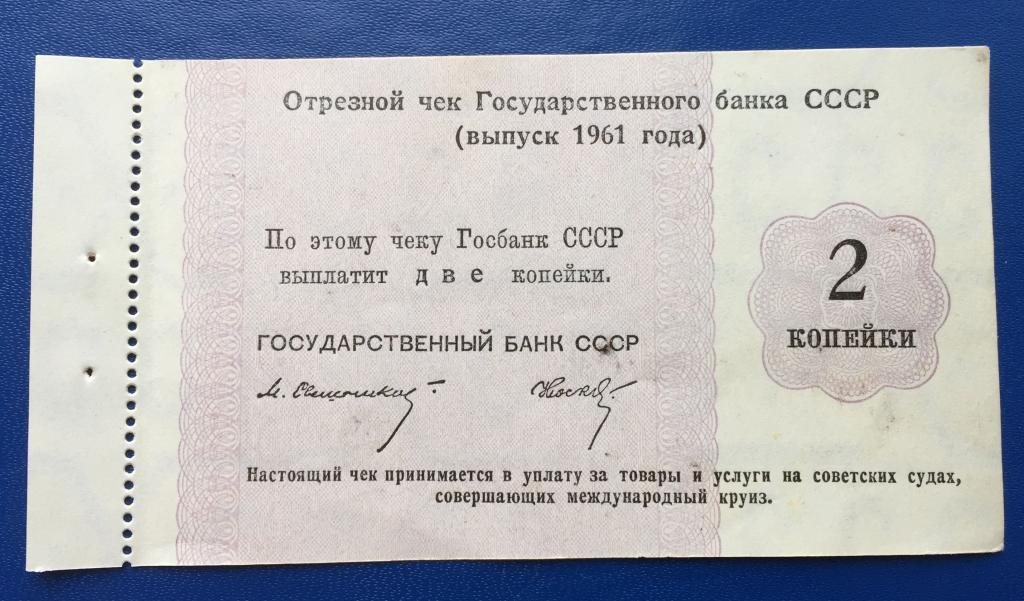 Отрезной чек Государственного банка СССР
(выпуск 1961 года)
По этому чеку Госбанк СССР
выплатит две копейки.
2
КОПЕЙКИ
ГОСУДАРСТВЕННЫЙ БАНК СССР
Настоящий чек принимается в уплату за товары и услуги на советских судах,
совершающих международный круиз.